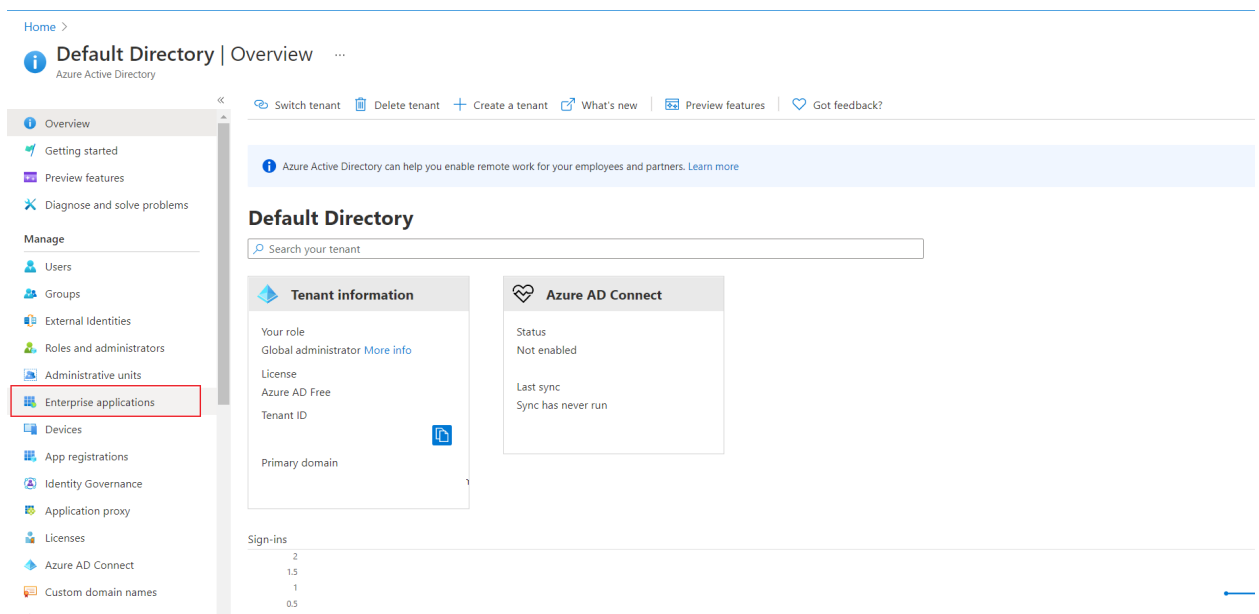 Home >
Default Directory | Overview ...
Azure Active Directory
«
Switch tenant Delete tenant Create a tenant What's new Preview features Got feedback?
Overview
Getting started
Preview features
Diagnose and solve problems
Manage
Users
Groups
External Identities
Roles and administrators
Administrative units
Enterprise applications
Devices
App registrations
Identity Governance
Application proxy
Licenses
Azure AD Connect
Custom domain names
Azure Active Directory can help you enable remote work for your employees and partners. Learn more
Default Directory
Search your tenant
Tenant information
Your role
Global administrator More info
License
Azure AD Free
Tenant ID
Primary domain
Azure AD Connect
Status
Not enabled
Last sync
Sync has never run
Sign-ins
2
1.5
1
0.5